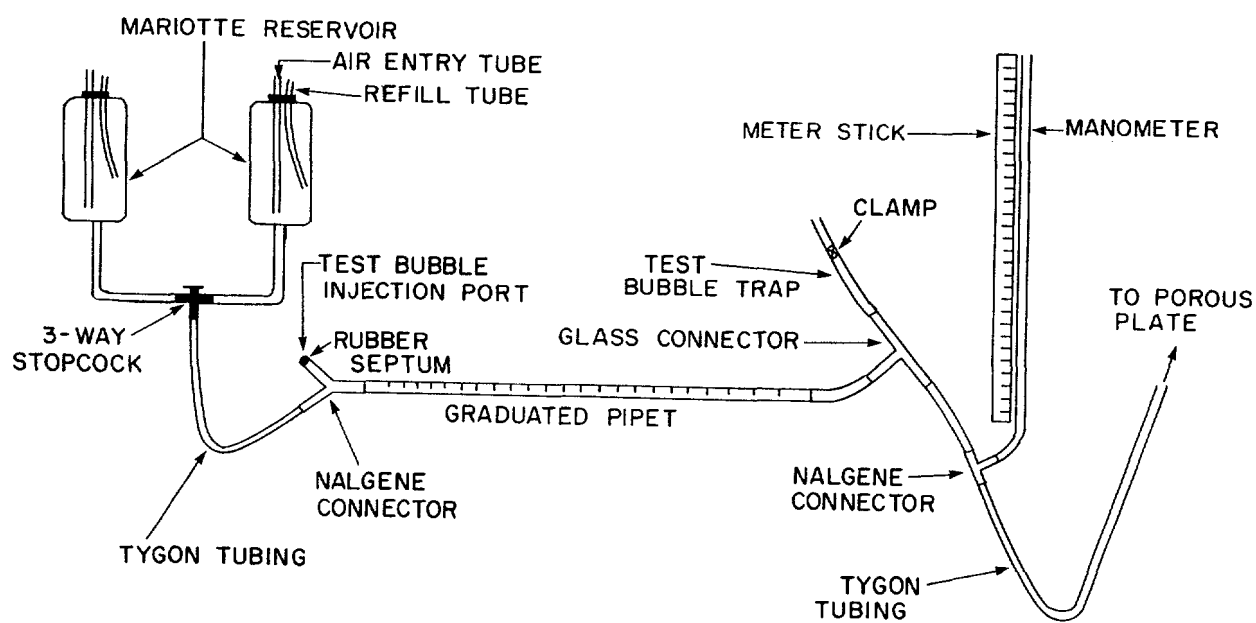 MARIOTTE RESERVOIR
AIR ENTRY TUBE
REFILL TUBE
METER STICK
MANOMETER
CLAMP
TEST BUBBLE
INJECTION PORT
TEST
BUBBLE TRAP
TO POROUS
PLATE
3-WAY
STOPCOCK
RUBBER
SEPTUM
GLASS CONNECTOR
GRADUATED PIPET
NALGENE
CONNECTOR
NALGENE
CONNECTOR
TYGON TUBING
TYGON
TUBING